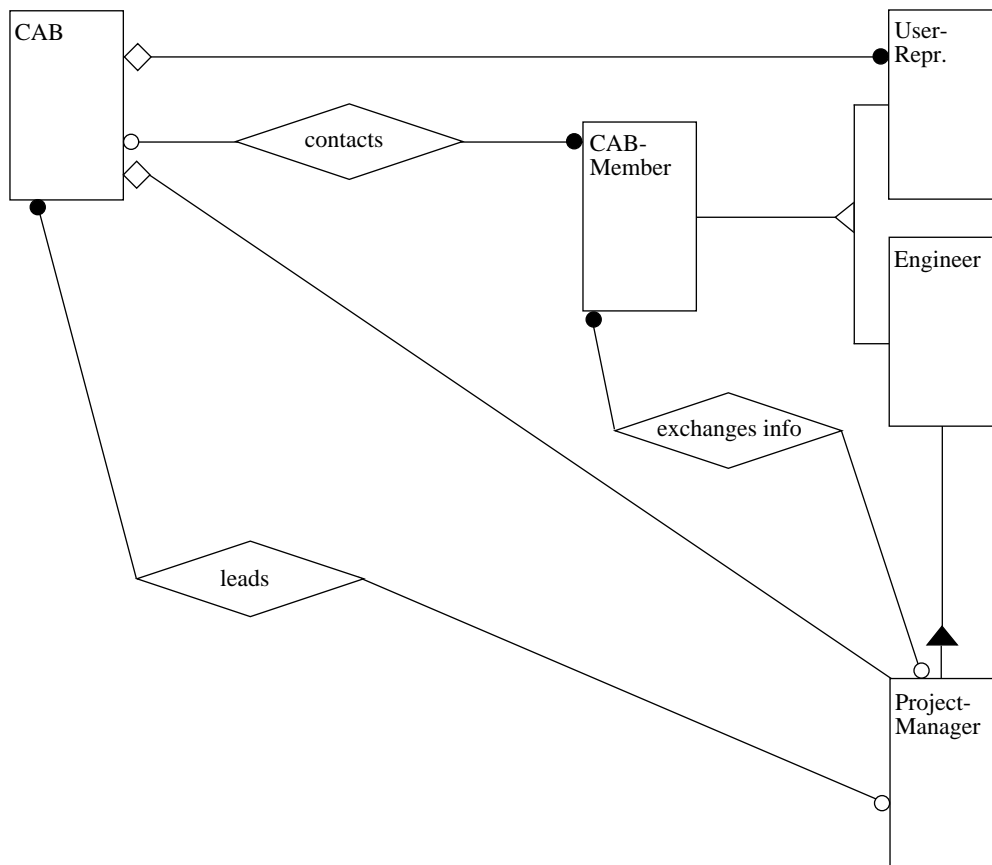 CAB
User-
Repr.
contacts
CAB-
Member
Engineer
exchanges info
leads
Project-
Manager